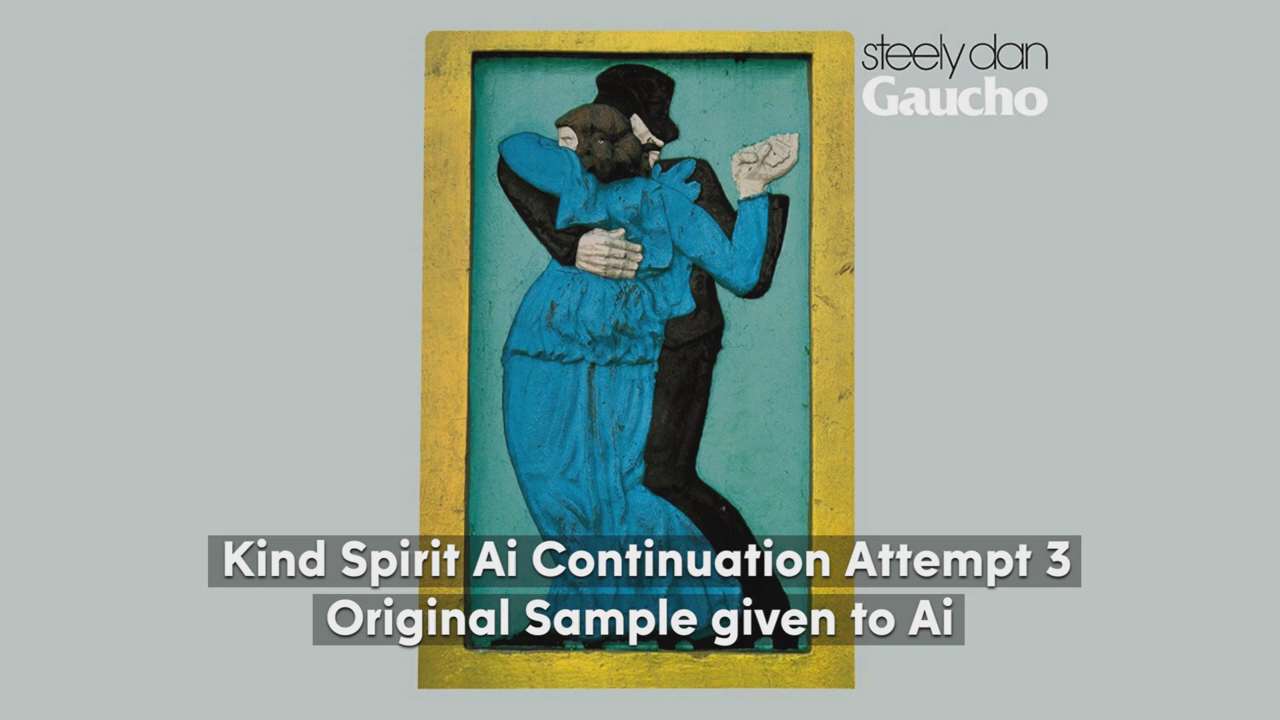 steely dan
Gaucho
Kind Spirit Ai Continuation Attempt 3
Original Sample given to Ai